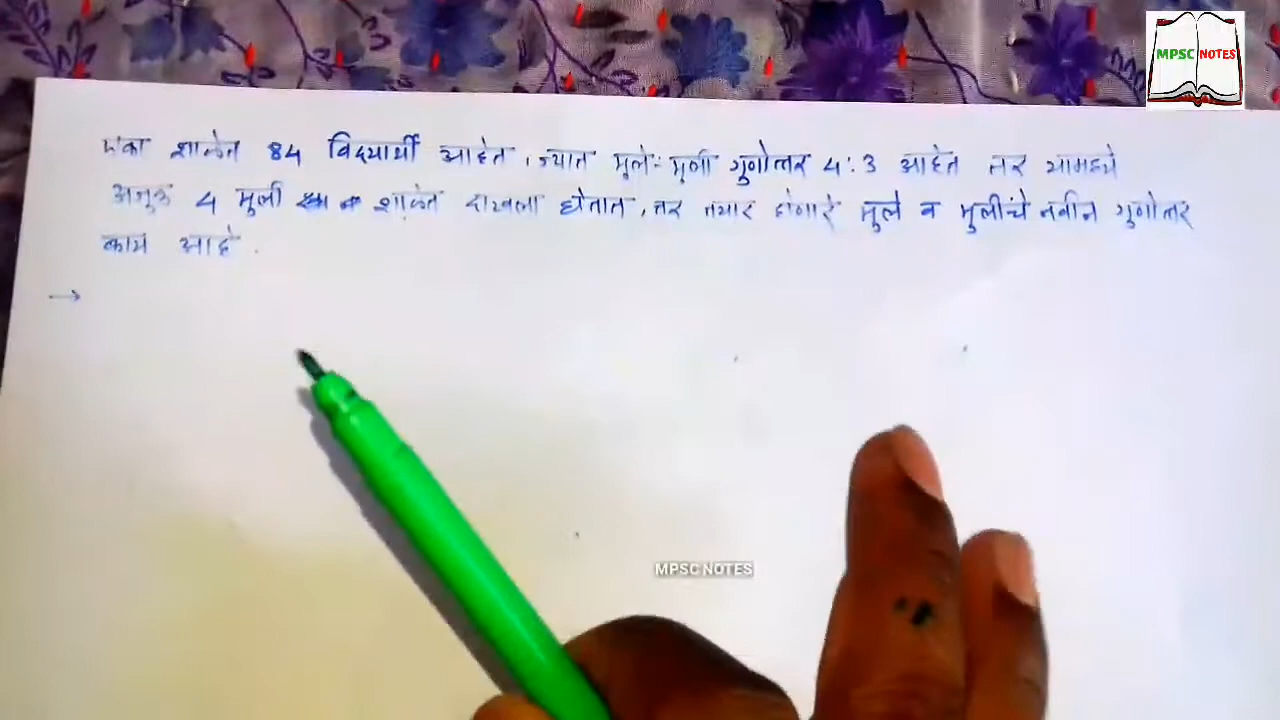 MPSC NOTES
एका शाळेत 84 विद्यार्थी आहेत, ज्यात मुले:- मुली गुणोत्तर 4:3 आहेत तर यामध्ये
अजून 4 मुली शाळेत दाखला घेतात, तर तयार होणारे मुले व मुलींचे नवीन गुणोत्तर
काय आहे.
→
MPSC NOTES